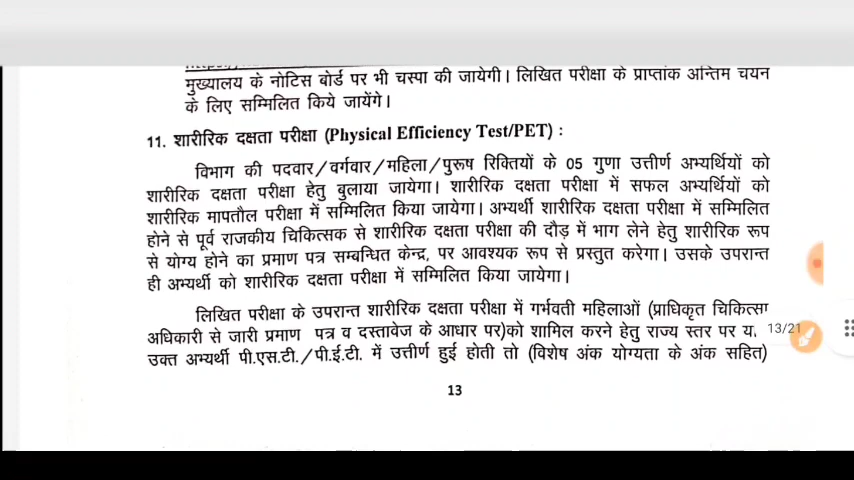 मुख्यालय के नोटिस बोर्ड पर भी चस्पा की जायेगी। लिखित परीक्षा के प्राप्तांक अन्तिम चयन
के लिए सम्मिलित किये जायेंगे।
11. शारीरिक दक्षता परीक्षा (Physical Efficiency Test/PET) :
विभाग की पदवार/वर्गवार/महिला/पुरूष रिक्तियों के 05 गुणा उत्तीर्ण अभ्यर्थियों को
शारीरिक दक्षता परीक्षा हेतु बुलाया जायेगा। शारीरिक दक्षता परीक्षा में सफल अभ्यर्थियों को
शारीरिक मापतौल परीक्षा में सम्मिलित किया जायेगा। अभ्यर्थी शारीरिक दक्षता परीक्षा में सम्मिलित
होने से पूर्व राजकीय चिकित्सक से शारीरिक दक्षता परीक्षा की दौड़ में भाग लेने हेतु शारीरिक रूप
से योग्य होने का प्रमाण पत्र सम्बन्धित केन्द्र, पर आवश्यक रूप से प्रस्तुत करेगा। उसके उपरान्त
ही अभ्यर्थी को शारीरिक दक्षता परीक्षा में सम्मिलित किया जायेगा।
लिखित परीक्षा के उपरान्त शारीरिक दक्षता परीक्षा में गर्भवती महिलाओं (प्राधिकृत चिकित्सा
अधिकारी से जारी प्रमाण पत्र व दस्तावेज के आधार पर)को शामिल करने हेतु राज्य स्तर पर 13/21
उक्त अभ्यर्थी पी.एस.टी./पी.ई.टी. में उत्तीर्ण हुई होती तो (विशेष अंक योग्यता के अंक सहित)
13